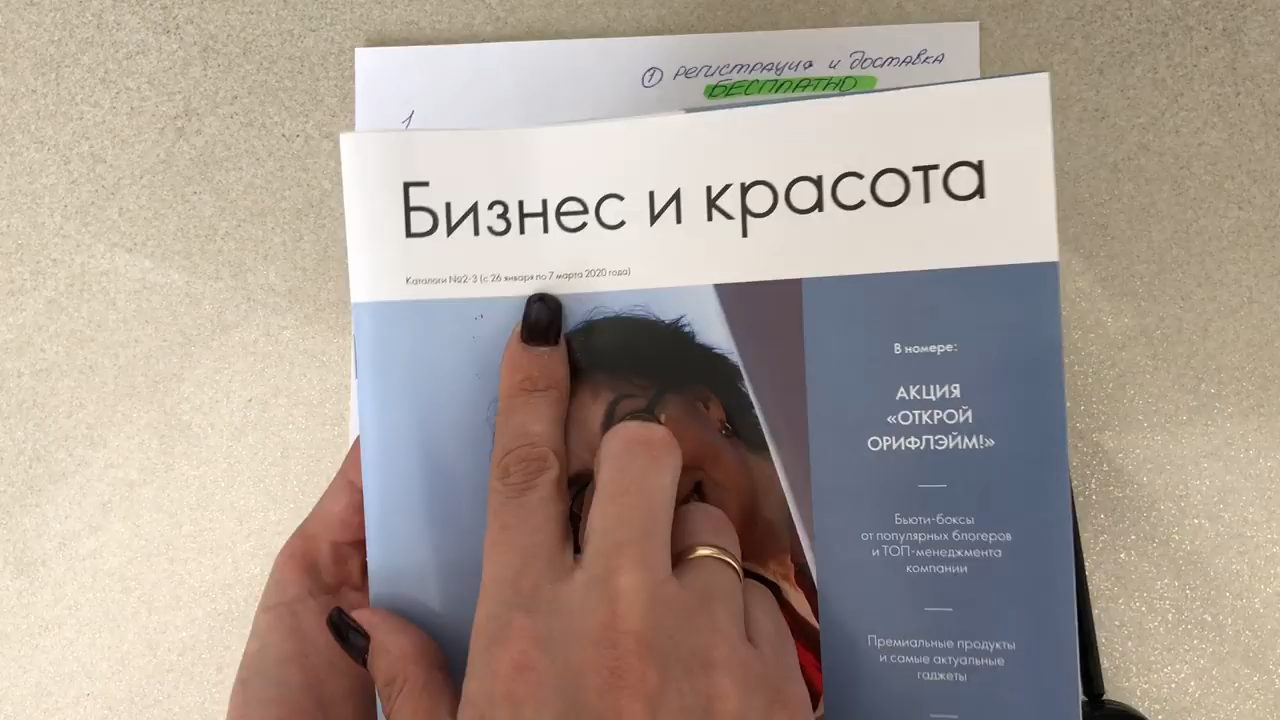 ① РЕГИСТРАЦИЯ И ДОСТАВКА
БЕСПЛАТНО
1
Бизнес и красота
Каталоги №2-3 (с 26 января по 7 марта 2020 года)
В номере:
АКЦИЯ
«ОТКРОЙ
ОРИФЛЭЙМ!»
Бьюти-боксы
от популярных блогеров
и ТОП-менеджмента
компании
Премиальные продукты
и самые актуальные
гаджеты